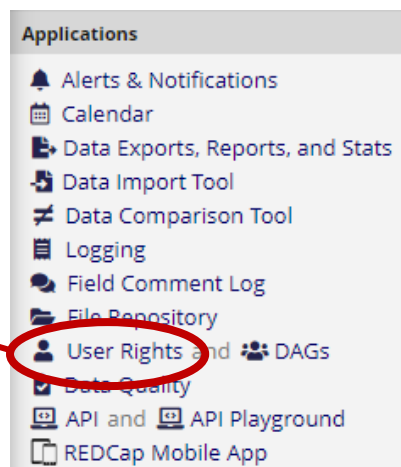 Applications
Alerts & Notifications
Calendar
Data Exports, Reports, and Stats
Data Import Tool
Data Comparison Tool
Logging
Field Comment Log
File Repository
User Rights and DAGs
Data Quality
API and API Playground
REDCap Mobile App